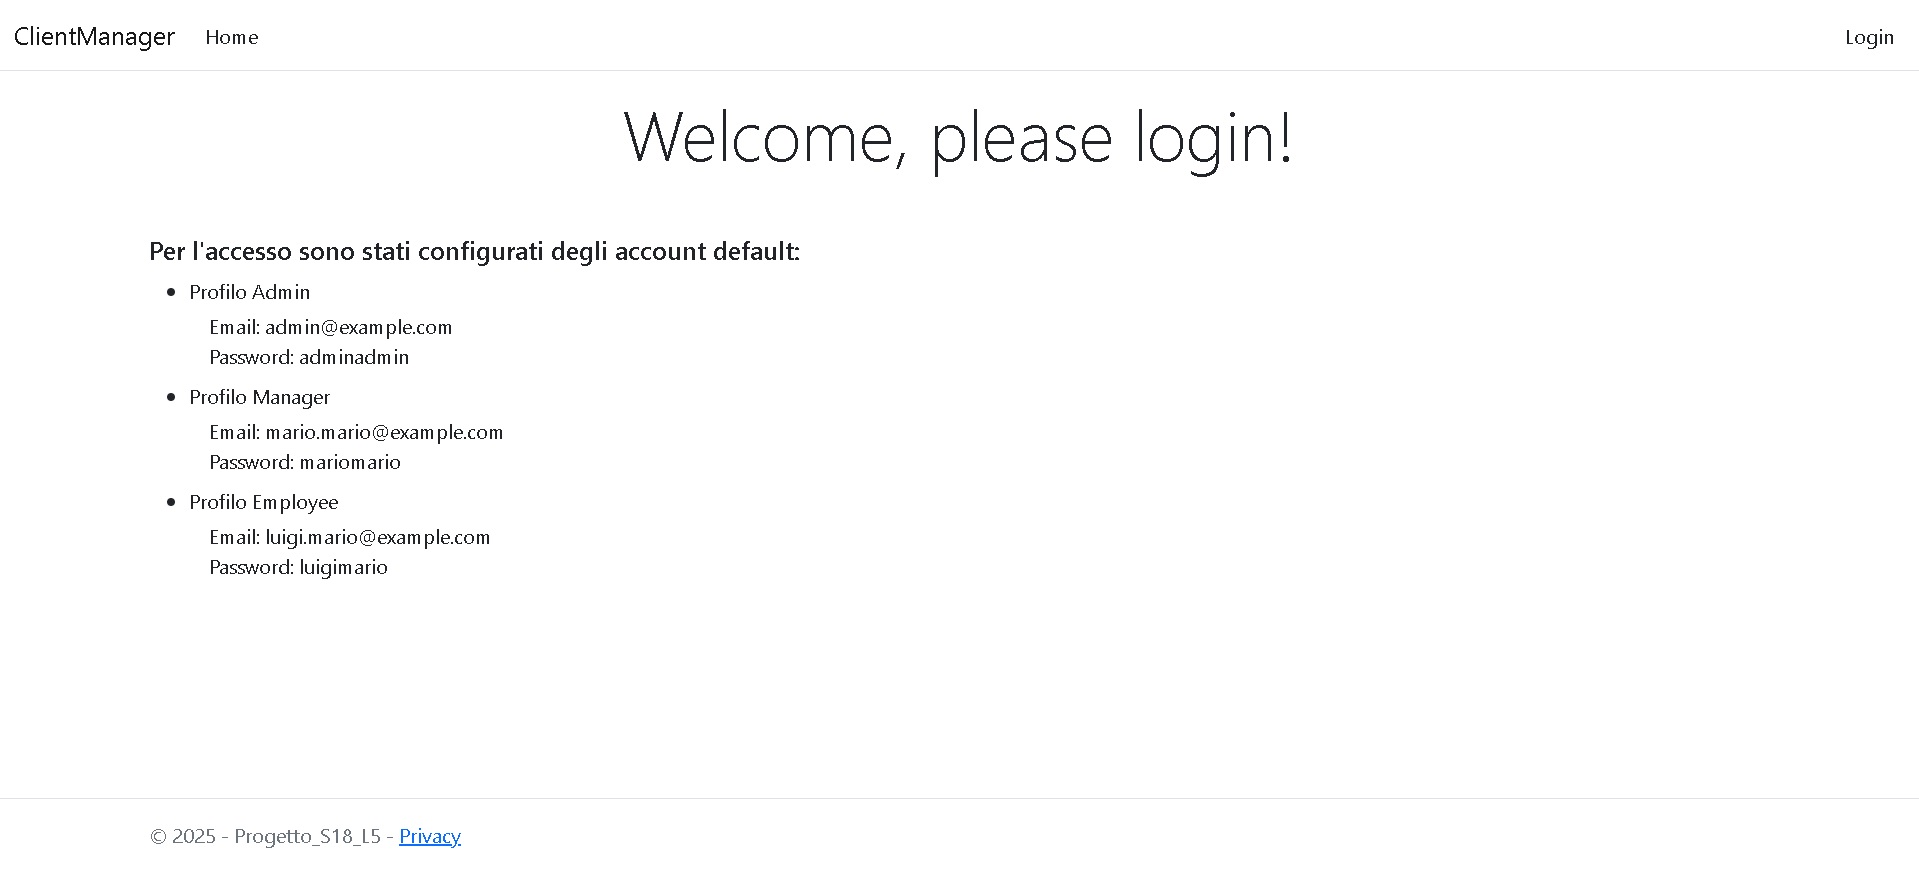 ClientManager Home Login
Welcome, please login!
Per l'accesso sono stati configurati degli account default:
Profilo Admin
Email: admin@example.com
Password: adminadmin
Profilo Manager
Email: mario.mario@example.com
Password: mariomario
Profilo Employee
Email: luigi.mario@example.com
Password: luigimario
© 2025 - Progetto_S18_L5 - Privacy